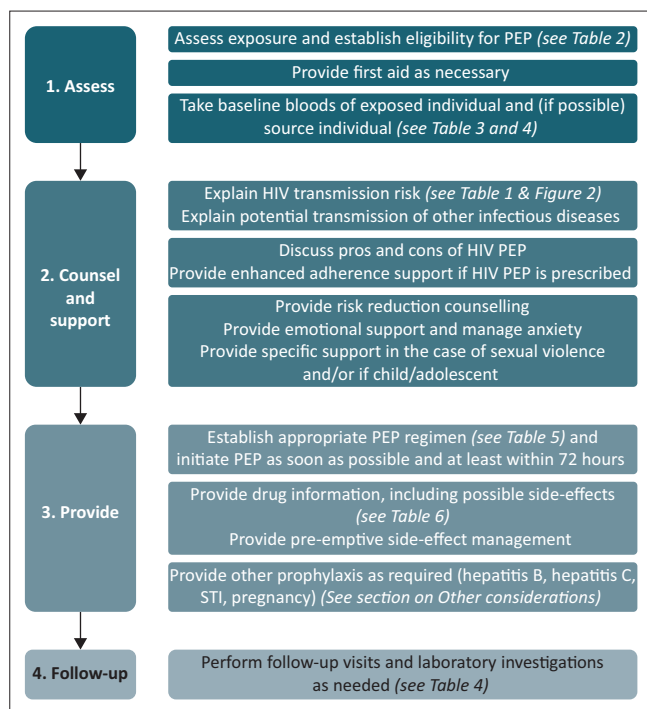 1. Assess
Assess exposure and establish eligibility for PEP (see Table 2)
Provide first aid as necessary
Take baseline bloods of exposed individual and (if possible)
source individual (see Table 3 and 4)
2. Counsel
and
support
Explain HIV transmission risk (see Table 1 & Figure 2)
Explain potential transmission of other infectious diseases
Discuss pros and cons of HIV PEP
Provide enhanced adherence support if HIV PEP is prescribed
Provide risk reduction counselling
Provide emotional support and manage anxiety
Provide specific support in the case of sexual violence
and/or if child/adolescent
3. Provide
Establish appropriate PEP regimen (see Table 5) and
initiate PEP as soon as possible and at least within 72 hours
Provide drug information, including possible side-effects
(see Table 6)
Provide pre-emptive side-effect management
Provide other prophylaxis as required (hepatitis B, hepatitis C,
STI, pregnancy) (See section on Other considerations)
4. Follow-up
Perform follow-up visits and laboratory investigations
as needed (see Table 4)